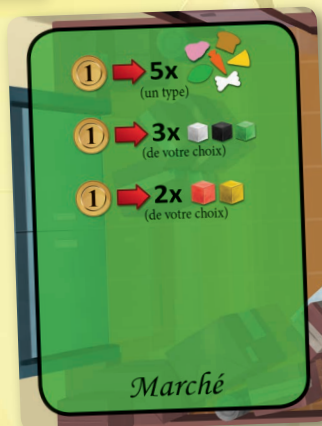 1 5x
(un type)
1 3x
(de votre choix)
1 2x
(de votre choix)
Marché